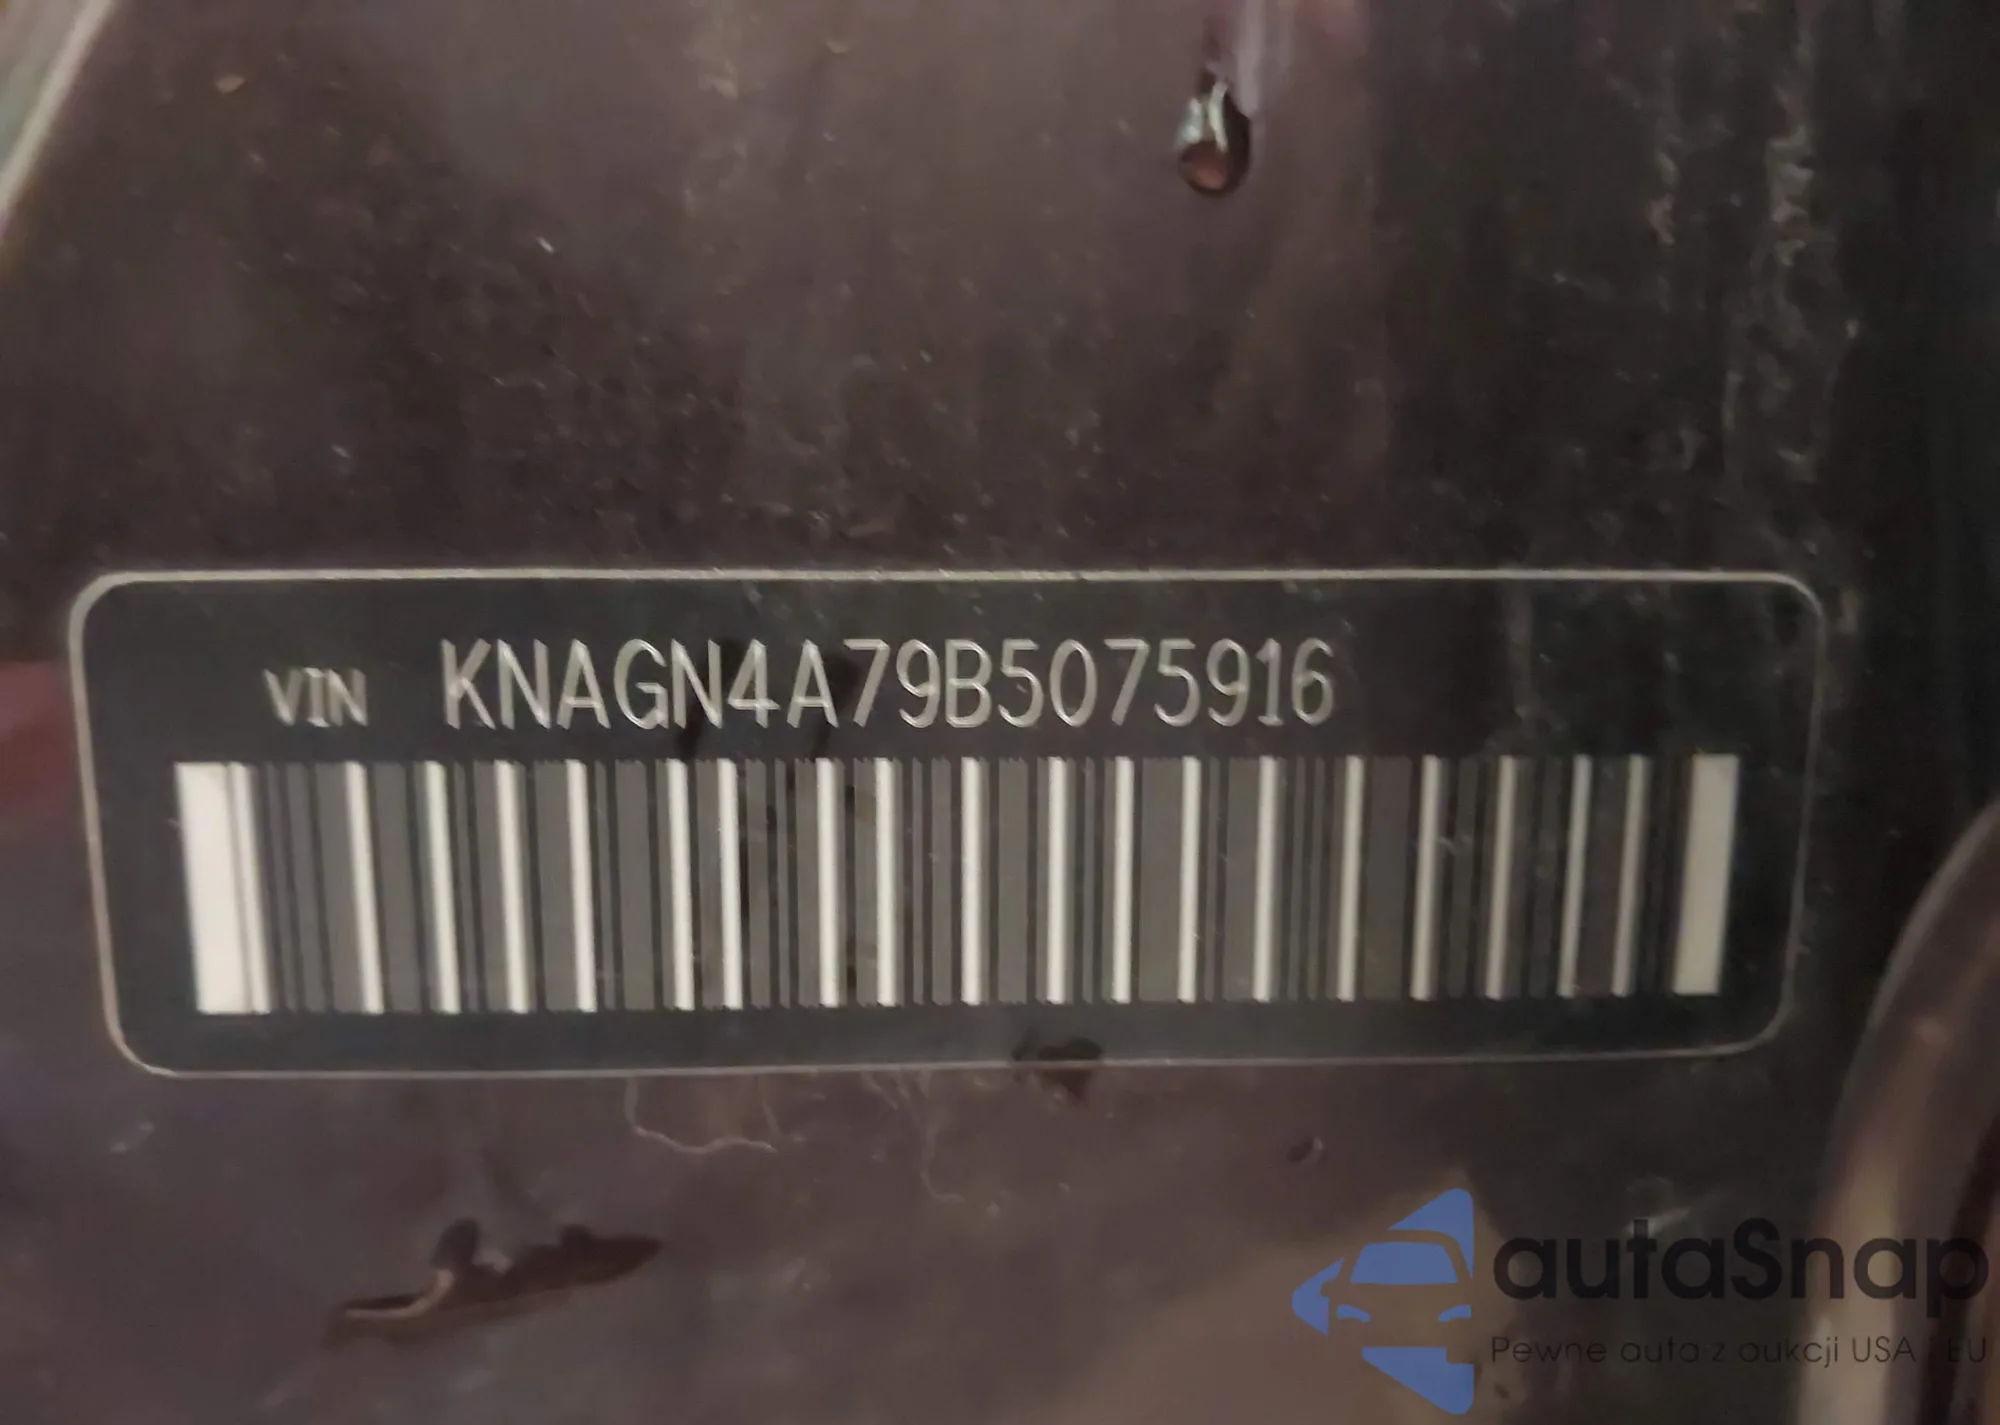 VIN KNAGN4A79B5075916
autaSnap
Pewne auta z aukcji USA i EU